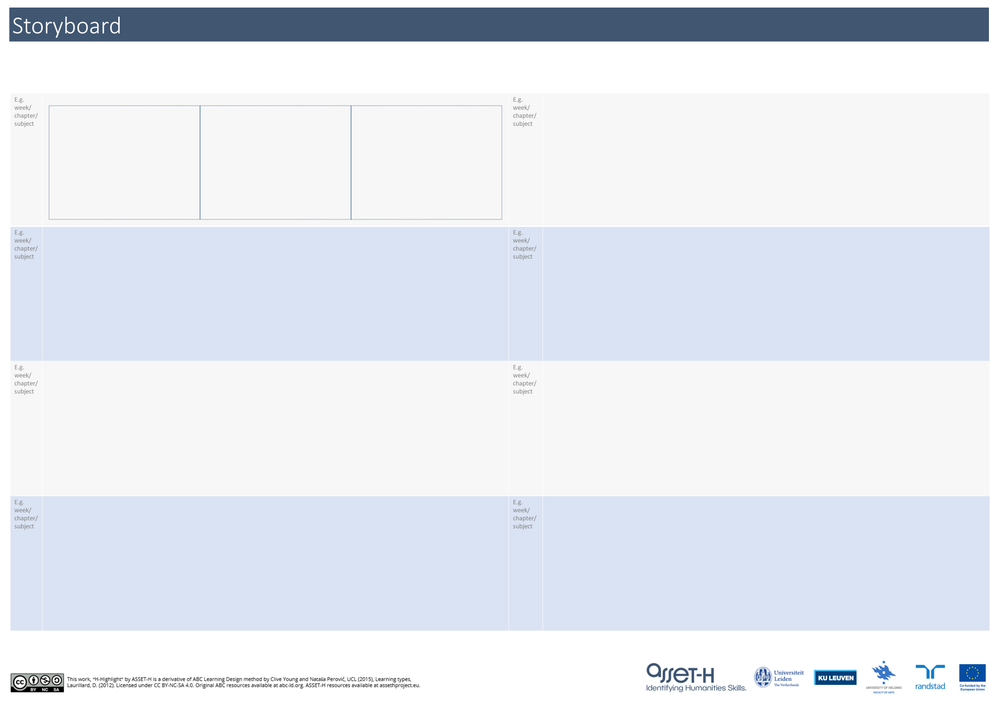 Storyboard
E.g.
week/
chapter/
subject
E.g.
week/
chapter/
subject
E.g.
week/
chapter/
subject
E.g.
week/
chapter/
subject
E.g.
week/
chapter/
subject
E.g.
week/
chapter/
subject
E.g.
week/
chapter/
subject
E.g.
week/
chapter/
subject
cc
BY NC SA
This work, “H-Highlight” by ASSET-H is a derivative of ABC Learning Design method by Clive Young and Nataša Perović, UCL (2015), Learning types,
Laurillard, D. (2012). Licensed under CC BY-NC-SA 4.0. Original ABC resources available at abc-ld.org. ASSET-H resources available at assethproject.eu.
asseT-H
Identifying Humanities Skills.
Universiteit
Leiden
The Netherlands
KU LEUVEN
UNIVERSITY OF HELSINKI
FACULTY OF ARTS
randstad
Co-funded by the
European Union